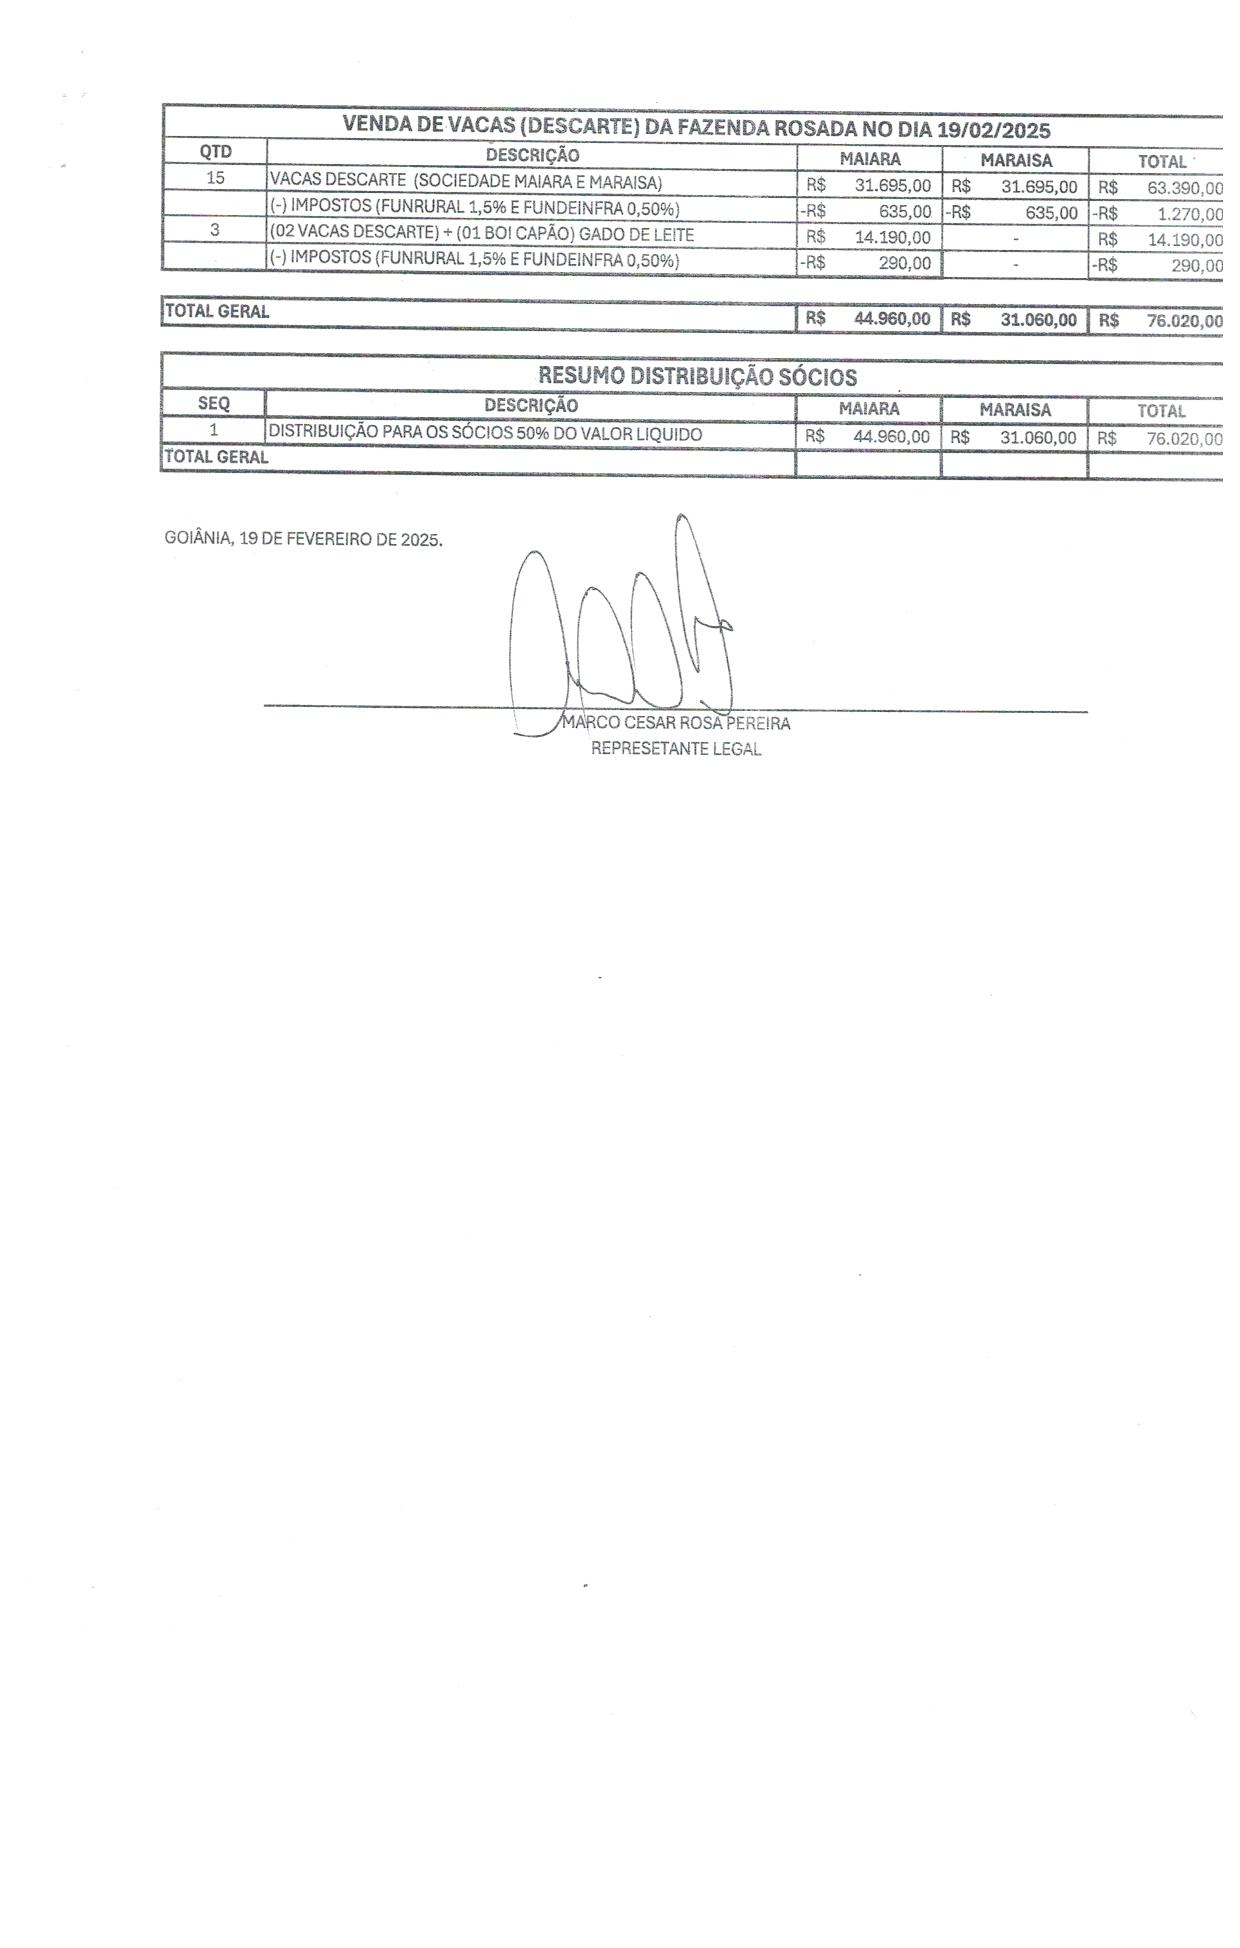 VENDA DE VACAS (DESCARTE) DA FAZENDA ROSADA NO DIA 19/02/2025
QTD DESCRIÇÃO MAIARA MARAISA TOTAL
15 VACAS DESCARTE (SOCIEDADE MAIARA E MARAISA) R$ 31.695,00 R$ 31.695,00 R$ 63.390,00
(-) IMPOSTOS (FUNRURAL 1,5% E FUNDEINFRA 0,50%) -R$ 635,00 -R$ 635,00 -R$ 1.270,00
3 (02 VACAS DESCARTE) + (01 BOI CAPÃO) GADO DE LEITE R$ 14.190,00 - R$ 14.190,00
(-) IMPOSTOS (FUNRURAL 1,5% E FUNDEINFRA 0,50%) -R$ 290,00 - -R$ 290,00
TOTAL GERAL R$ 44.960,00 R$ 31.060,00 R$ 76.020,00
RESUMO DISTRIBUIÇÃO SÓCIOS
SEQ DESCRIÇÃO MAIARA MARAISA TOTAL
1 DISTRIBUIÇÃO PARA OS SÓCIOS 50% DO VALOR LIQUIDO R$ 44.960,00 R$ 31.060,00 R$ 76.020,00
TOTAL GERAL
GOIÂNIA, 19 DE FEVEREIRO DE 2025.
MARCO CESAR ROSA PEREIRA
REPRESETANTE LEGAL